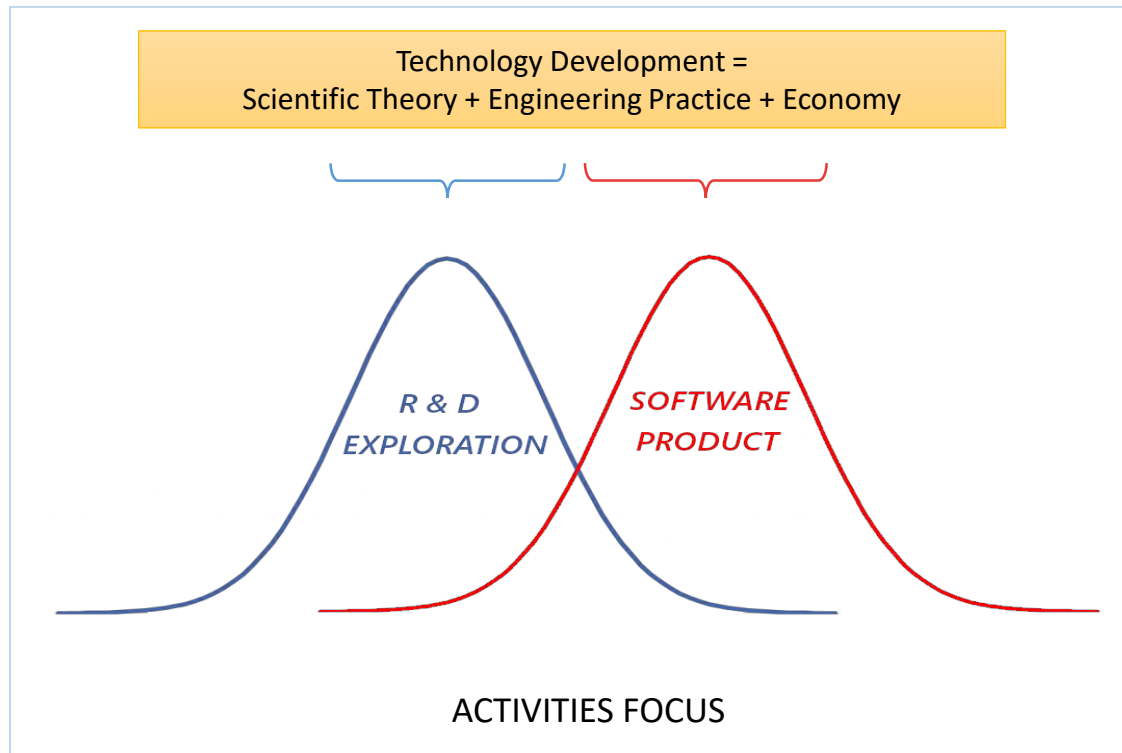 Technology Development =
Scientific Theory + Engineering Practice + Economy
R & D
EXPLORATION
SOFTWARE
PRODUCT
ACTIVITIES FOCUS